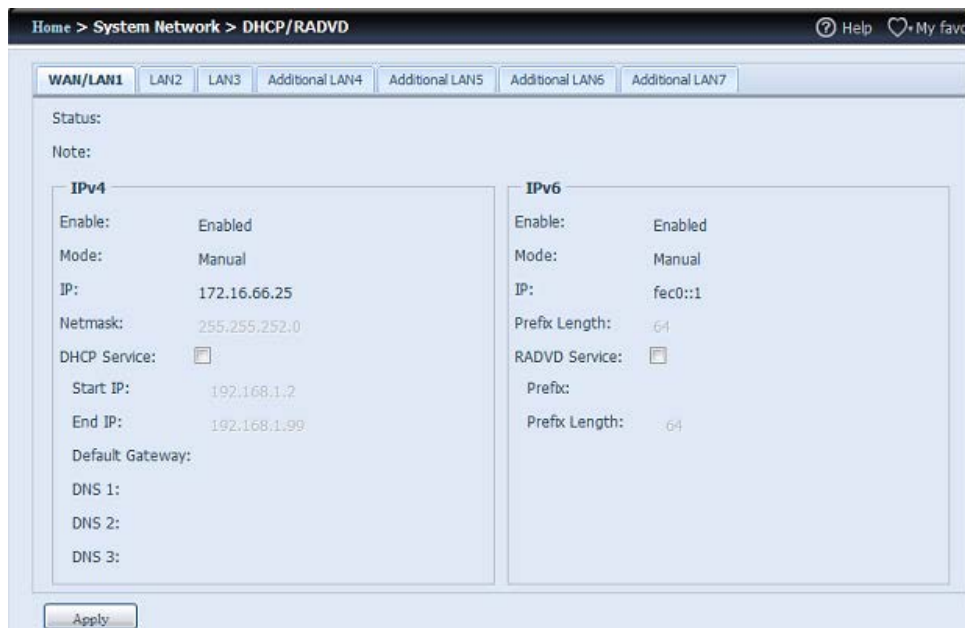 Home > System Network > DHCP/RADVD
Help
My favo
WAN/LAN1
LAN2
LAN3
Additional LAN4
Additional LAN5
Additional LAN6
Additional LAN7
Status:
Note:
IPv4
Enable: Enabled
Mode: Manual
IP: 172.16.66.25
Netmask: 255.255.252.0
DHCP Service:
Start IP: 192.168.1.2
End IP: 192.168.1.99
Default Gateway:
DNS 1:
DNS 2:
DNS 3:
IPv6
Enable: Enabled
Mode: Manual
IP: fec0::1
Prefix Length: 64
RADVD Service:
Prefix:
Prefix Length: 64
Apply